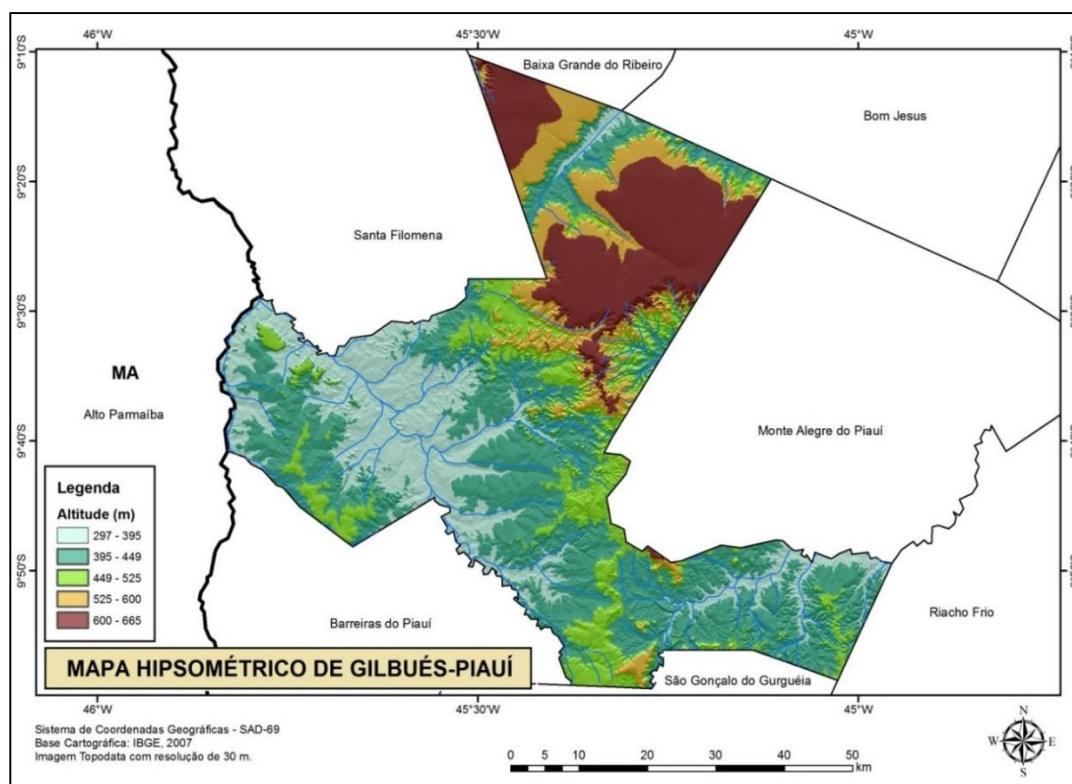 46°W
45°30'W
45°W
9°10'S
9°20'S
9°30'S
9°40'S
9°50'S
Baixa Grande do Ribeiro
Bom Jesus
Santa Filomena
MA
Alto Parmaíba
Monte Alegre do Piauí
Legenda
Altitude (m)
297 - 395
395 - 449
449 - 525
525 - 600
600 - 665
Barreiras do Piauí
Riacho Frio
São Gonçalo do Gurguéia
MAPA HIPSOMÉTRICO DE GILBUÉS-PIAUÍ
46°W
45°30'W
45°W
Sistema de Coordenadas Geográficas - SAD-69
Base Cartográfica: IBGE, 2007
Imagem Topodata com resolução de 30 m.
0 5 10 20 30 40 50
km
N
W E
S